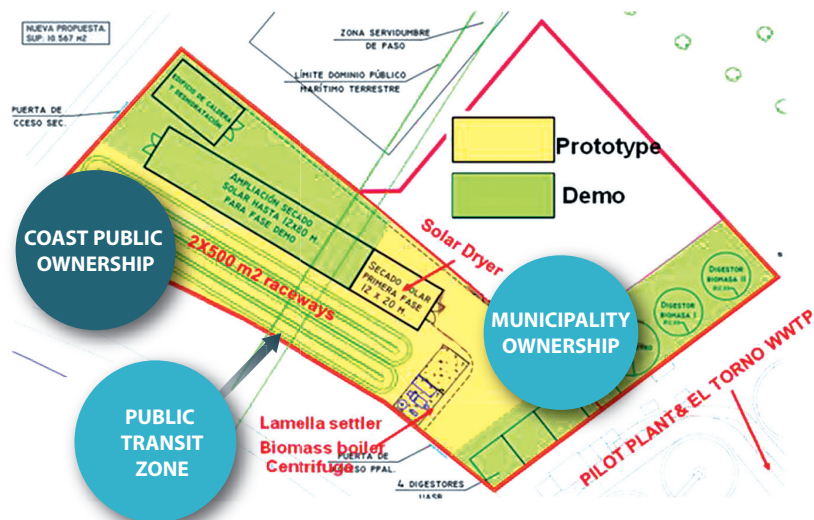 NUEVA PROPUESTA.
SUP: 10.567 m2
ZONA SERVIDUMBRE
DE PASO
LÍMITE DOMINIO PÚBLICO
MARÍTIMO TERRESTRE
PUERTA DE
CCESO SEC.
EDIFICIO DE CALDERA
Y DESHIDRATACIÓN
Prototype
Demo
AMPLIACIÓN SECADO
SOLAR HASTA 12X80 M.
PARA FASE DEMO
Solar Dryer
COAST PUBLIC
OWNERSHIP
2X500 m2 raceways
SECADO SOLAR
PRIMERA FASE
12 X 20 M.
MUNICIPALITY
OWNERSHIP
DIGESTOR
BIOMASA II
DIGESTOR
BIOMASA I
PILOT PLANT& EL TORNO WWTP
PUBLIC
TRANSIT
ZONE
Lamella settler
Biomass boiler
Centrifuge
PUERTA DE
PPAL.
4 DIGESTORES
UASB